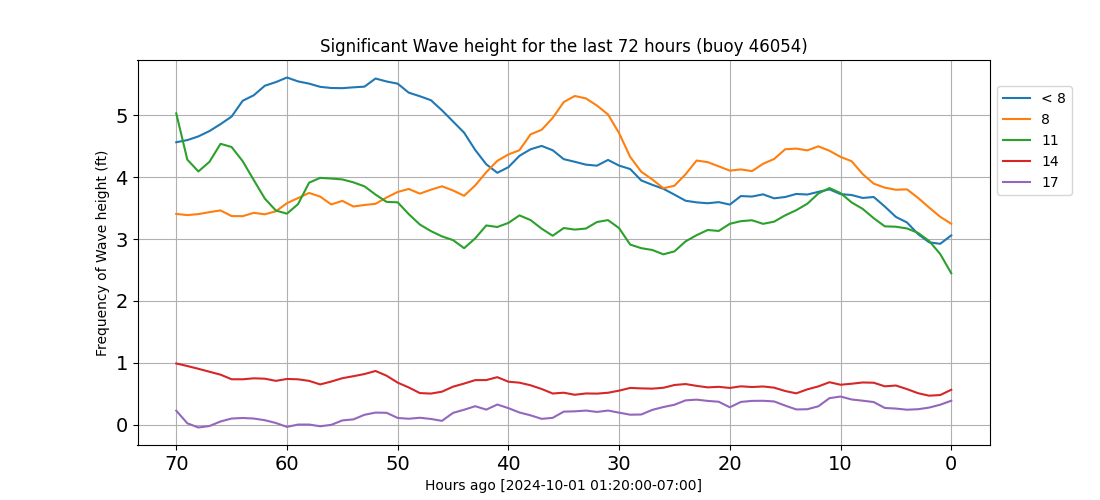 Significant Wave height for the last 72 hours (buoy 46054)
Frequency of Wave height (ft)
5
4
3
2
1
0
70 60 50 40 30 20 10 0
Hours ago [2024-10-01 01:20:00-07:00]
< 8
8
11
14
17